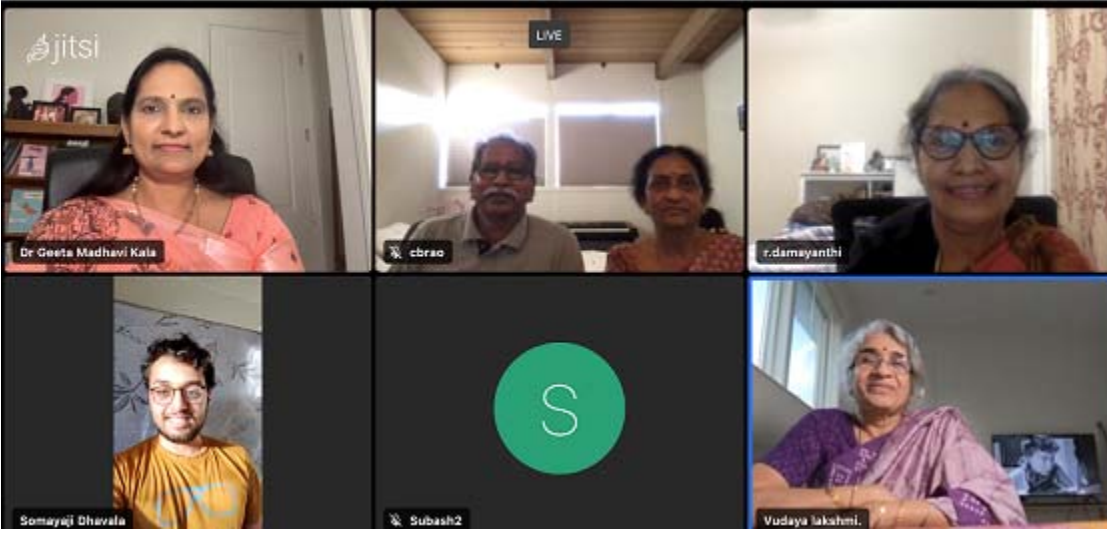 jitsi
LIVE
Dr Geeta Madhavi Kala
cbrao
r.damayanthi
S
Somayaji Dhavala
Subash2
Vudaya lakshmi.